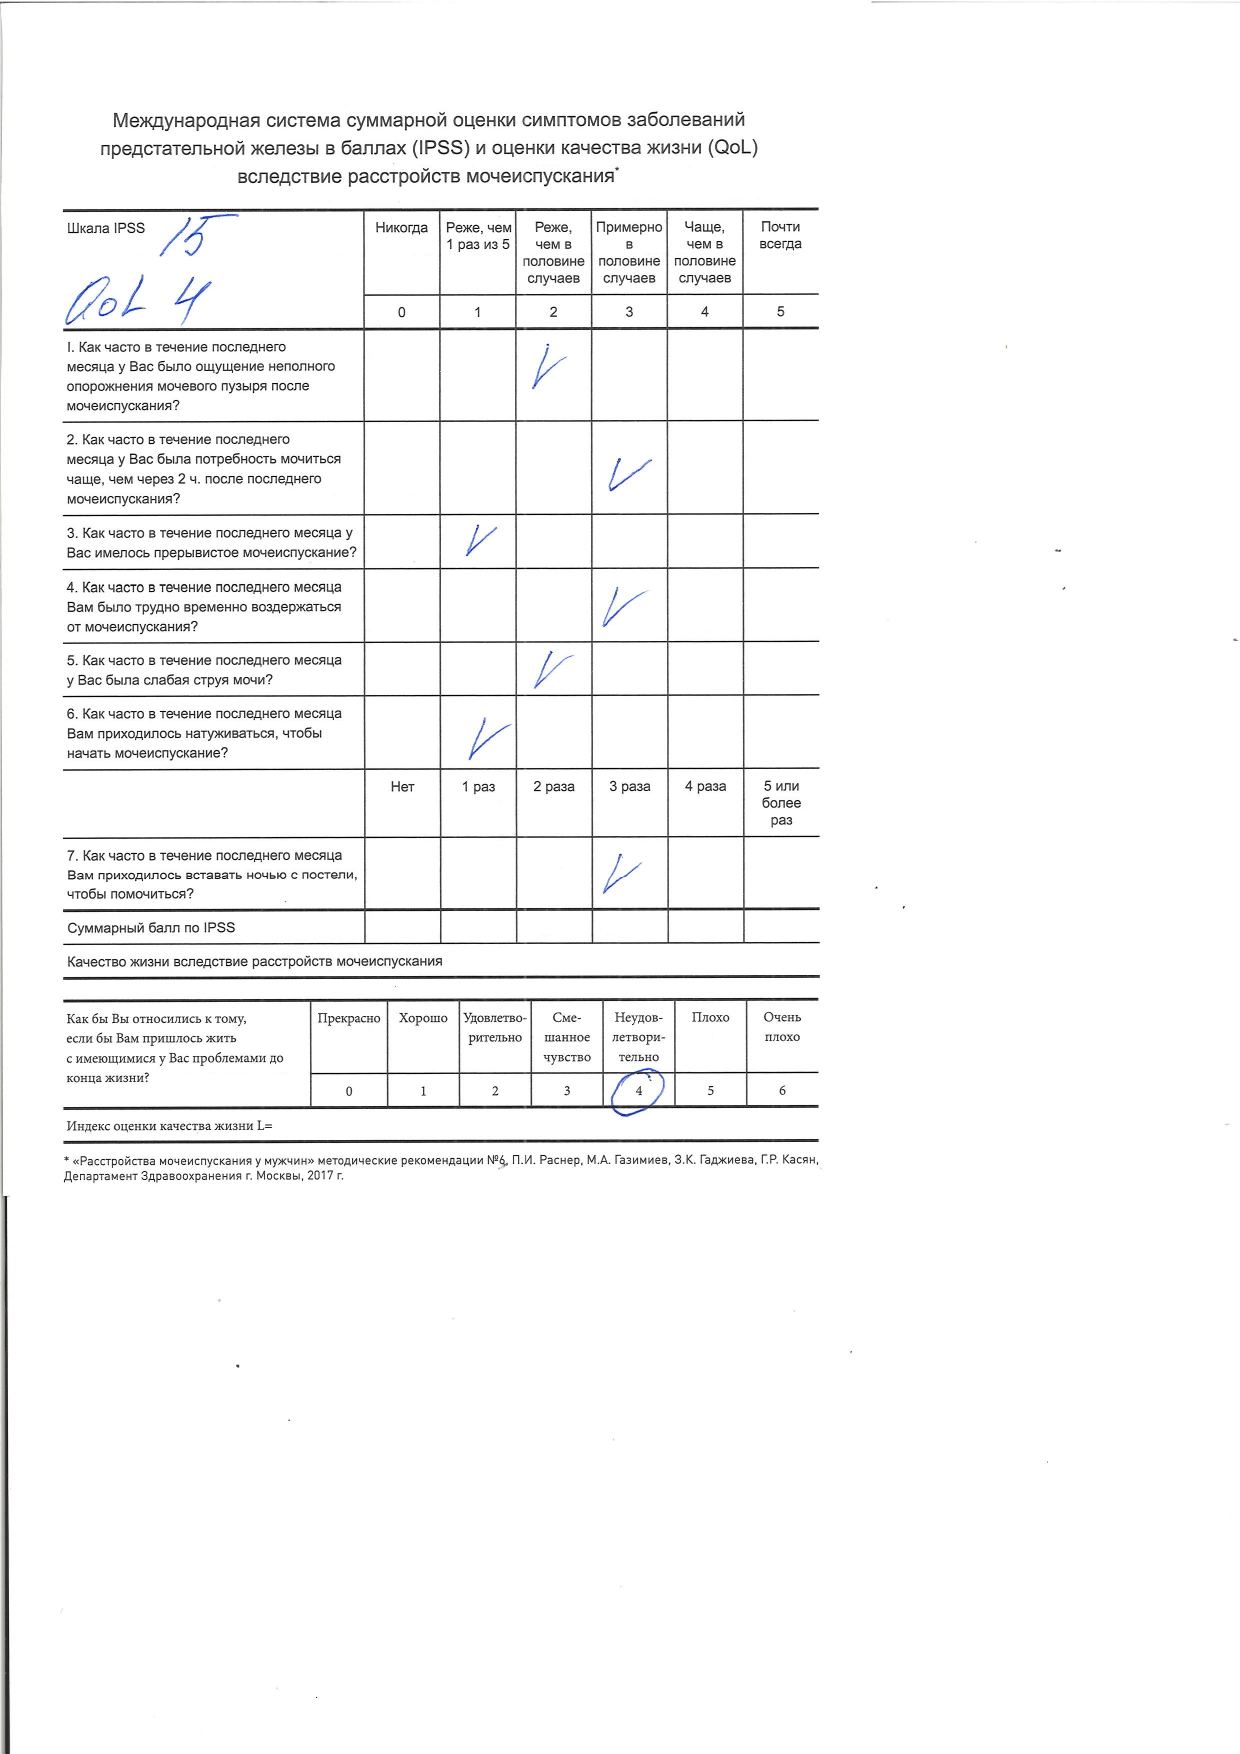 Международная система суммарной оценки симптомов заболеваний
предстательной железы в баллах (IPSS) и оценки качества жизни (QoL)
вследствие расстройств мочеиспускания*
Шкала IPSS 15
QoL 4
Никогда
Реже, чем
1 раз из 5
Реже,
чем в
половине
случаев
Примерно
в
половине
случаев
Чаще,
чем в
половине
случаев
Почти
всегда
0 1 2 3 4 5
I. Как часто в течение последнего
месяца у Вас было ощущение неполного
опорожнения мочевого пузыря после
мочеиспускания?
2. Как часто в течение последнего
месяца у Вас была потребность мочиться
чаще, чем через 2 ч. после последнего
мочеиспускания?
3. Как часто в течение последнего месяца у
Вас имелось прерывистое мочеиспускание?
4. Как часто в течение последнего месяца
Вам было трудно временно воздержаться
от мочеиспускания?
5. Как часто в течение последнего месяца
у Вас была слабая струя мочи?
6. Как часто в течение последнего месяца
Вам приходилось натуживаться, чтобы
начать мочеиспускание?
Нет
1 раз
2 раза
3 раза
4 раза
5 или
более
раз
7. Как часто в течение последнего месяца
Вам приходилось вставать ночью с постели,
чтобы помочиться?
Суммарный балл по IPSS
Качество жизни вследствие расстройств мочеиспускания
Как бы Вы относились к тому,
если бы Вам пришлось жить
с имеющимися у Вас проблемами до
конца жизни?
Прекрасно
Хорошо
Удовлетво-
рительно
Сме-
шанное
чувство
Неудов-
летвори-
тельно
Плохо
Очень
плохо
0 1 2 3 4 5 6
Индекс оценки качества жизни L=
* «Расстройства мочеиспускания у мужчин» методические рекомендации №6, П.И. Раснер, М.А. Газимиев, З.К. Гаджиева, Г.Р. Касян,
Департамент Здравоохранения г. Москвы, 2017 г.